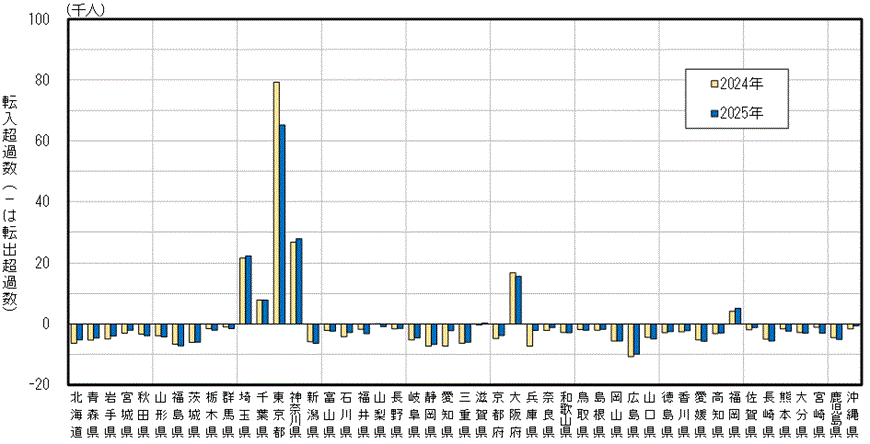 (千人)
100
80
60
40
20
0
-20
転入超過数(-は転出超過数)
2024年
2025年
北海道
青森県
岩手県
宮城県
秋田県
山形県
福島県
茨城県
栃木県
群馬県
埼玉県
千葉県
東京都
神奈川県
新潟県
富山県
石川県
福井県
山梨県
長野県
岐阜県
静岡県
愛知県
三重県
滋賀県
京都府
大阪府
兵庫県
奈良県
和歌山県
鳥取県
島根県
岡山県
広島県
山口県
徳島県
香川県
愛媛県
高知県
福岡県
佐賀県
長崎県
熊本県
大分県
宮崎県
鹿児島県
沖縄県